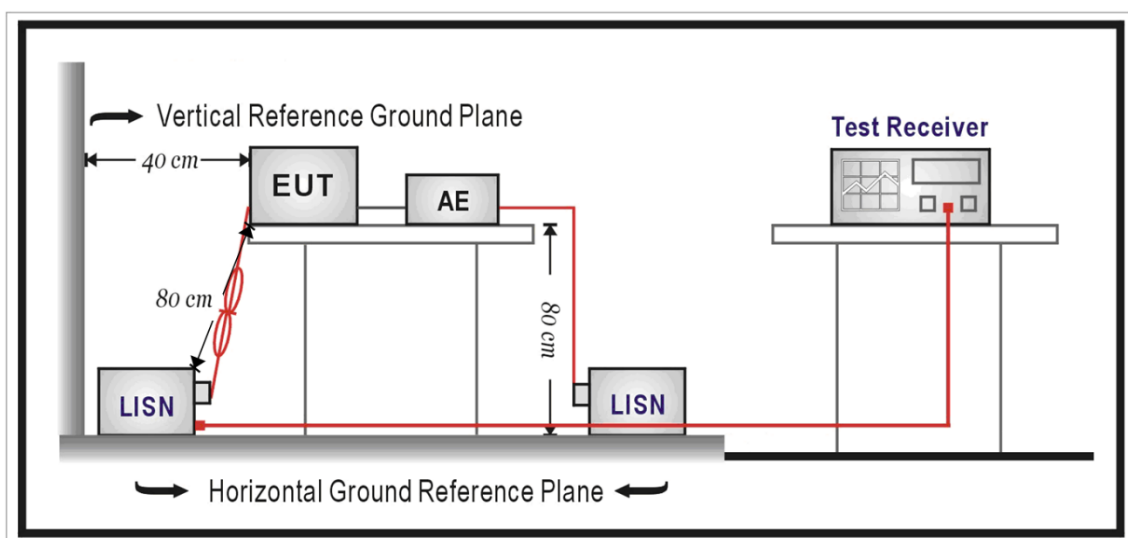 Vertical Reference Ground Plane
Test Receiver
40 cm
EUT
AE
80 cm
80 cm
LISN
LISN
Horizontal Ground Reference Plane